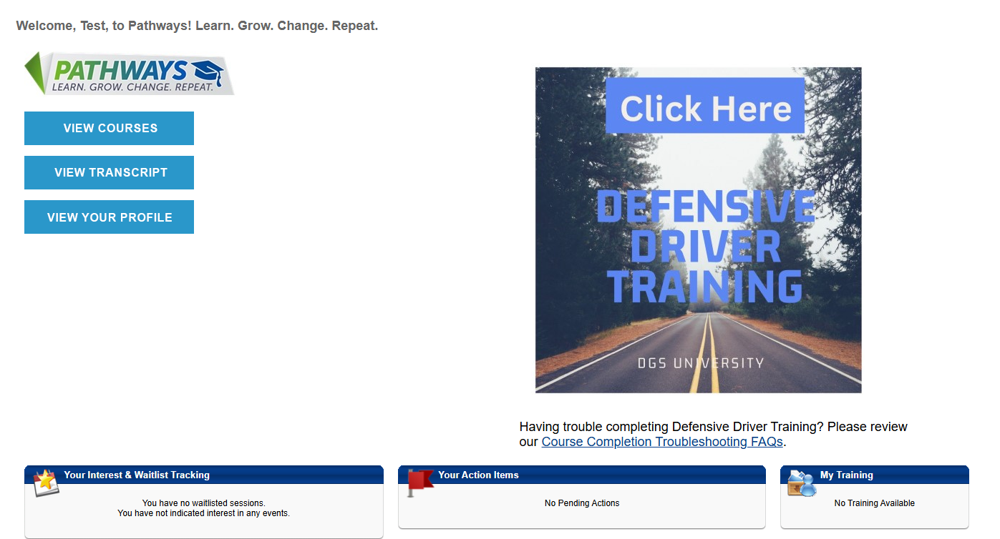 Welcome, Test, to Pathways! Learn. Grow. Change. Repeat.
PATHWAYS
LEARN. GROW. CHANGE. REPEAT.
VIEW COURSES
VIEW TRANSCRIPT
VIEW YOUR PROFILE
Click Here
DEFENSIVE
DRIVER
TRAINING
DGS UNIVERSITY
Having trouble completing Defensive Driver Training? Please review
our Course Completion Troubleshooting FAQs.
Your Interest & Waitlist Tracking
You have no waitlisted sessions.
You have not indicated interest in any events.
Your Action Items
No Pending Actions
My Training
No Training Available